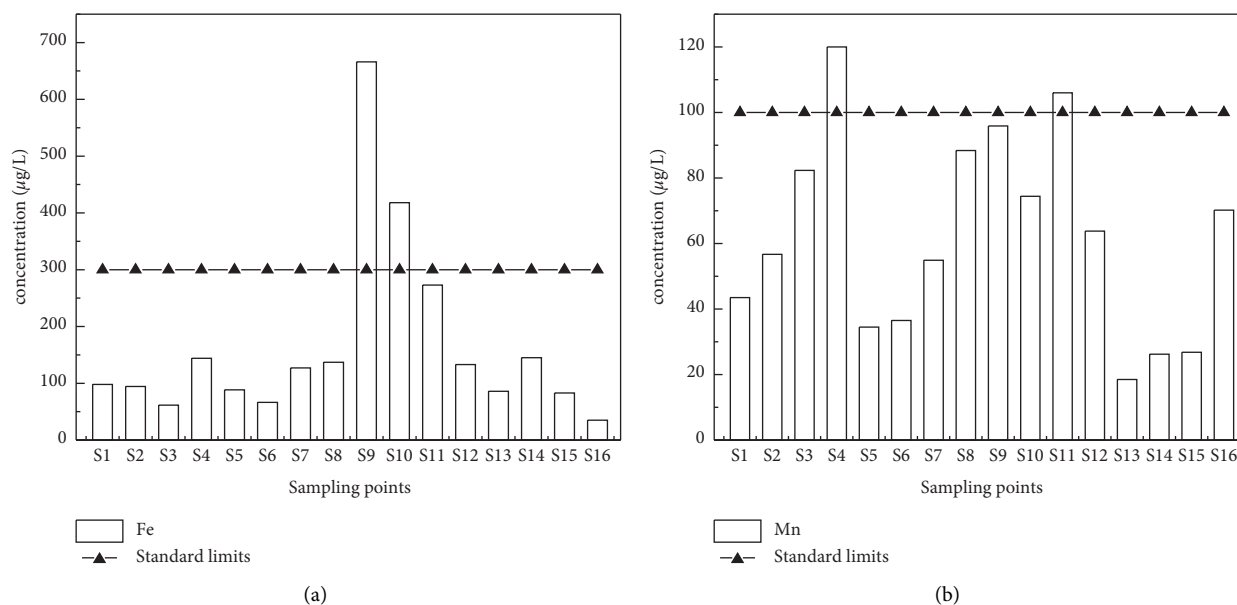 700
600
500
400
300
200
100
0
concentration (μg/L)
S1 S2 S3 S4 S5 S6 S7 S8 S9 S10 S11 S12 S13 S14 S15 S16
Sampling points
Fe
Standard limits
(a)
120
100
80
60
40
20
0
concentration (μg/L)
S1 S2 S3 S4 S5 S6 S7 S8 S9 S10 S11 S12 S13 S14 S15 S16
Sampling points
Mn
Standard limits
(b)